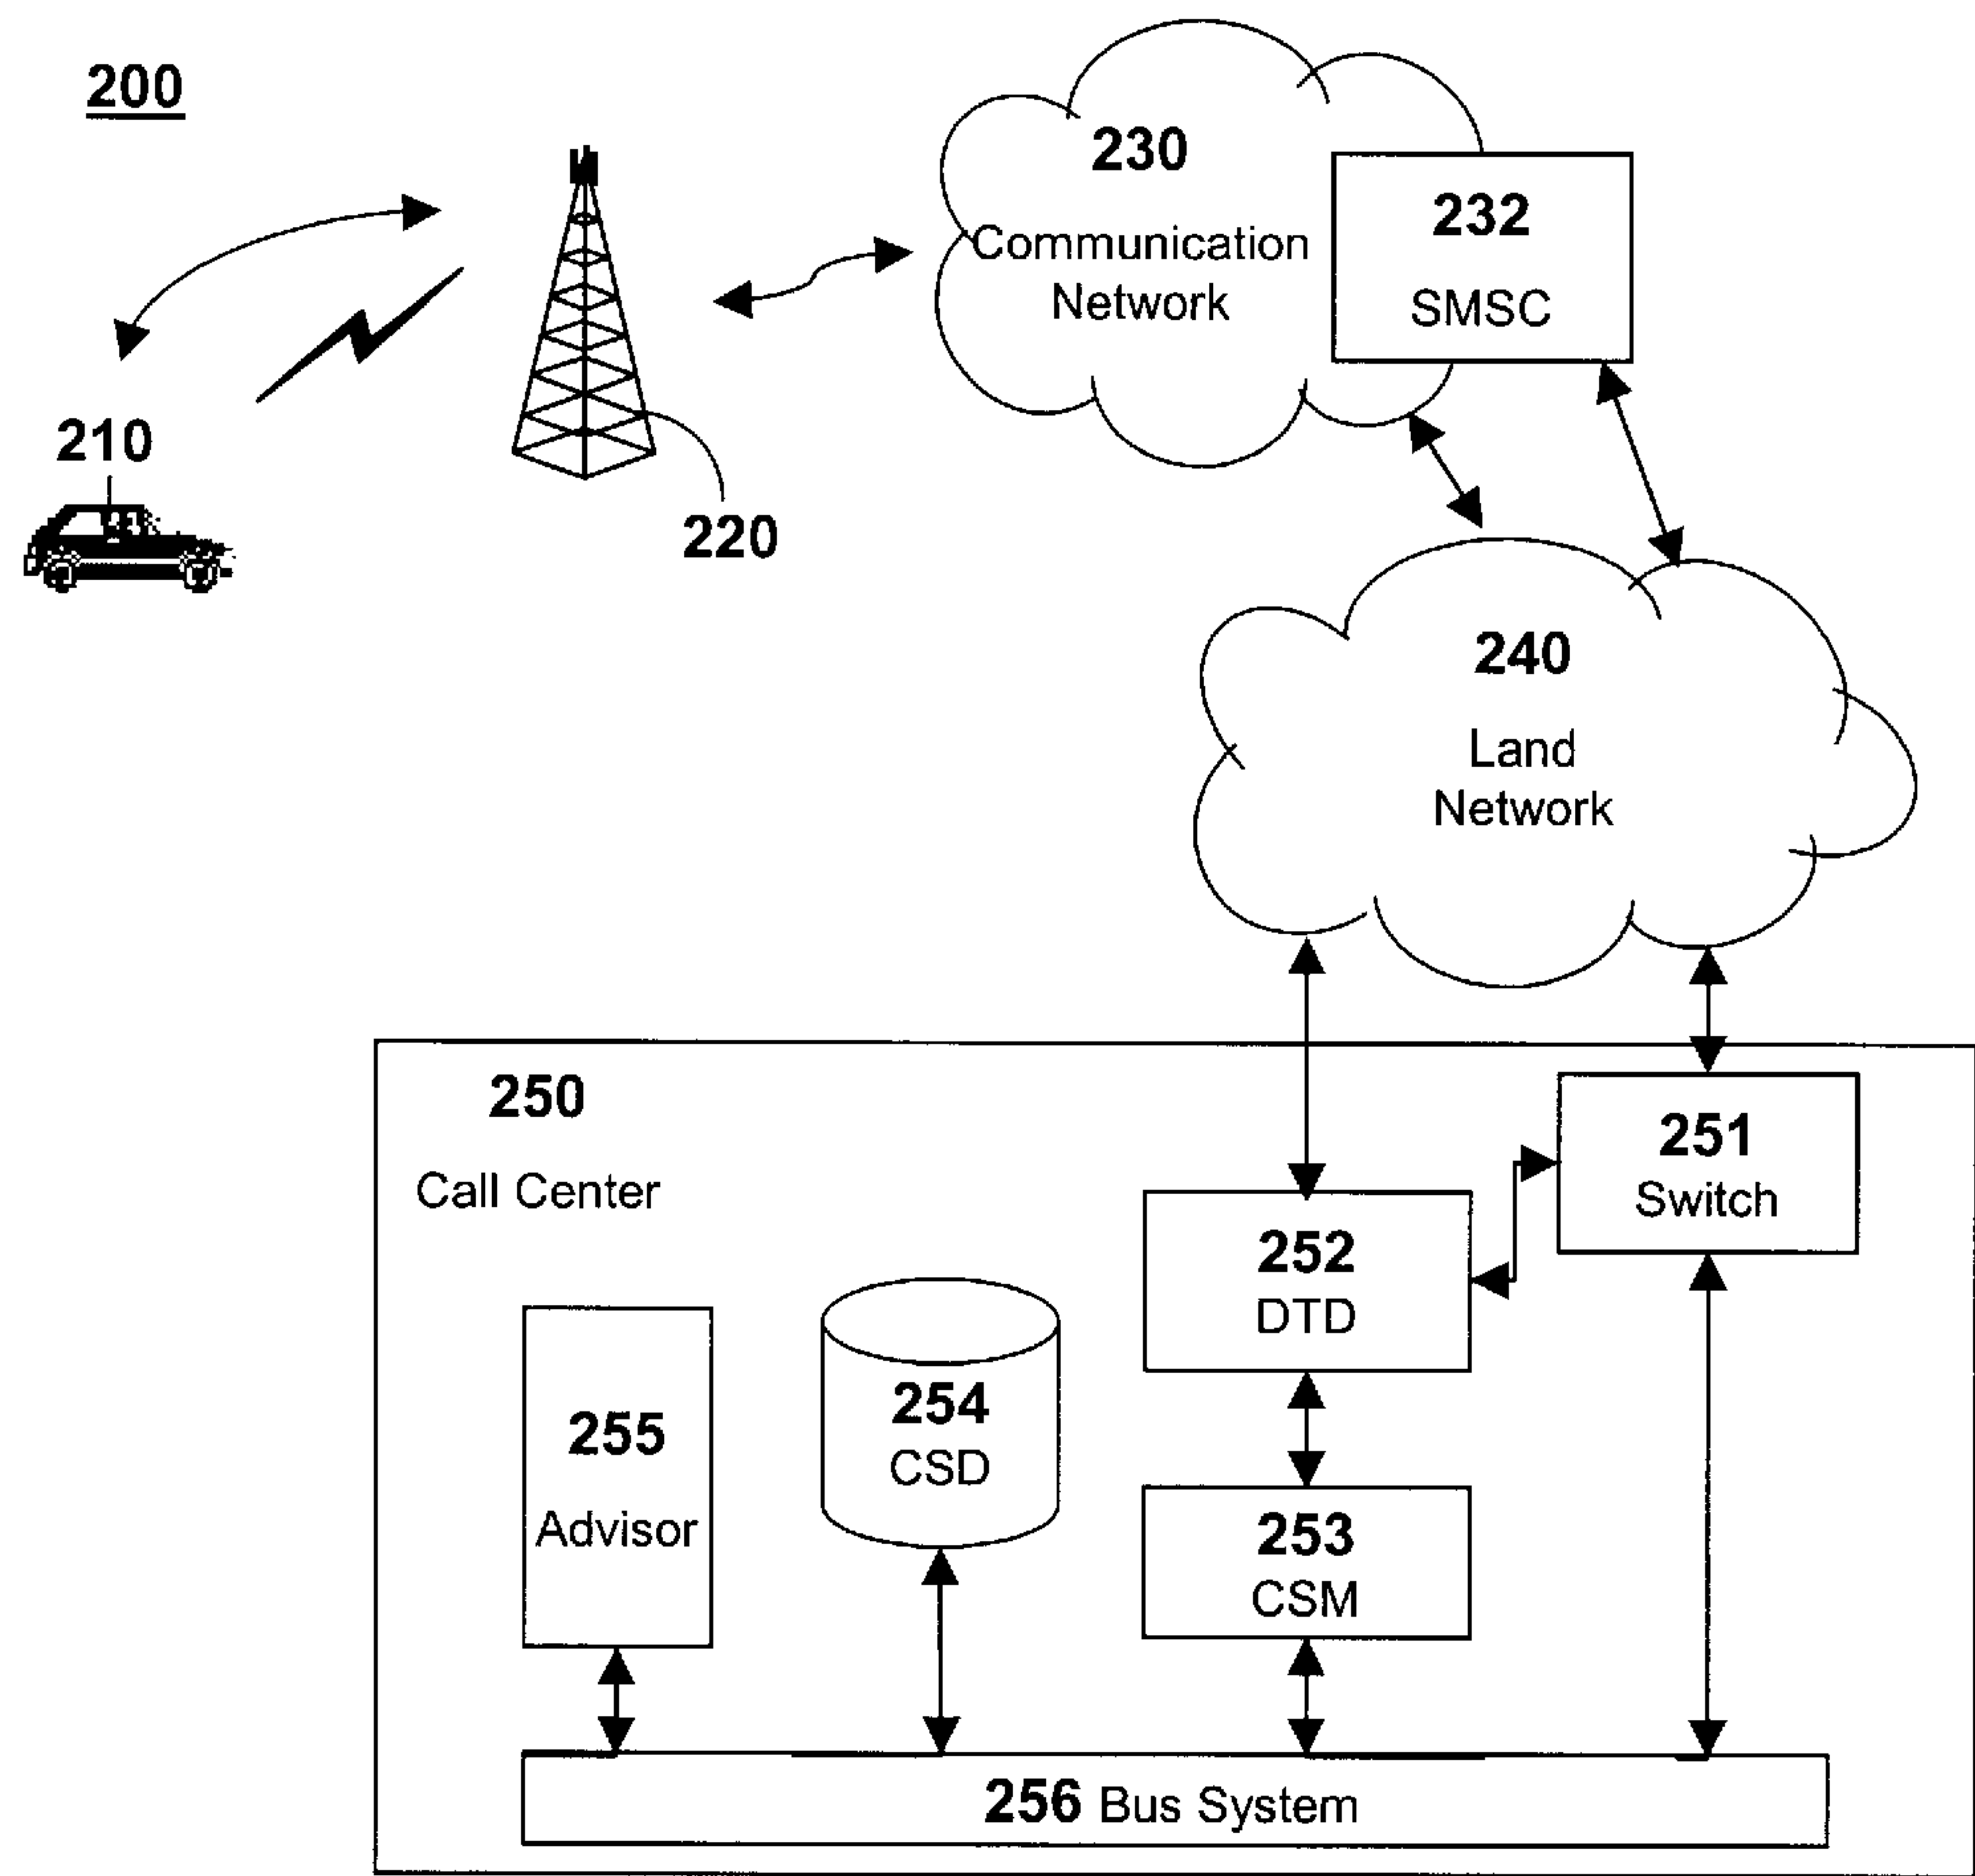 200
230
Communication
Network
232
SMSC
210
220
240
Land
Network
250
Call Center
251
Switch
252
DTD
254
CSD
255
Advisor
253
CSM
256 Bus System